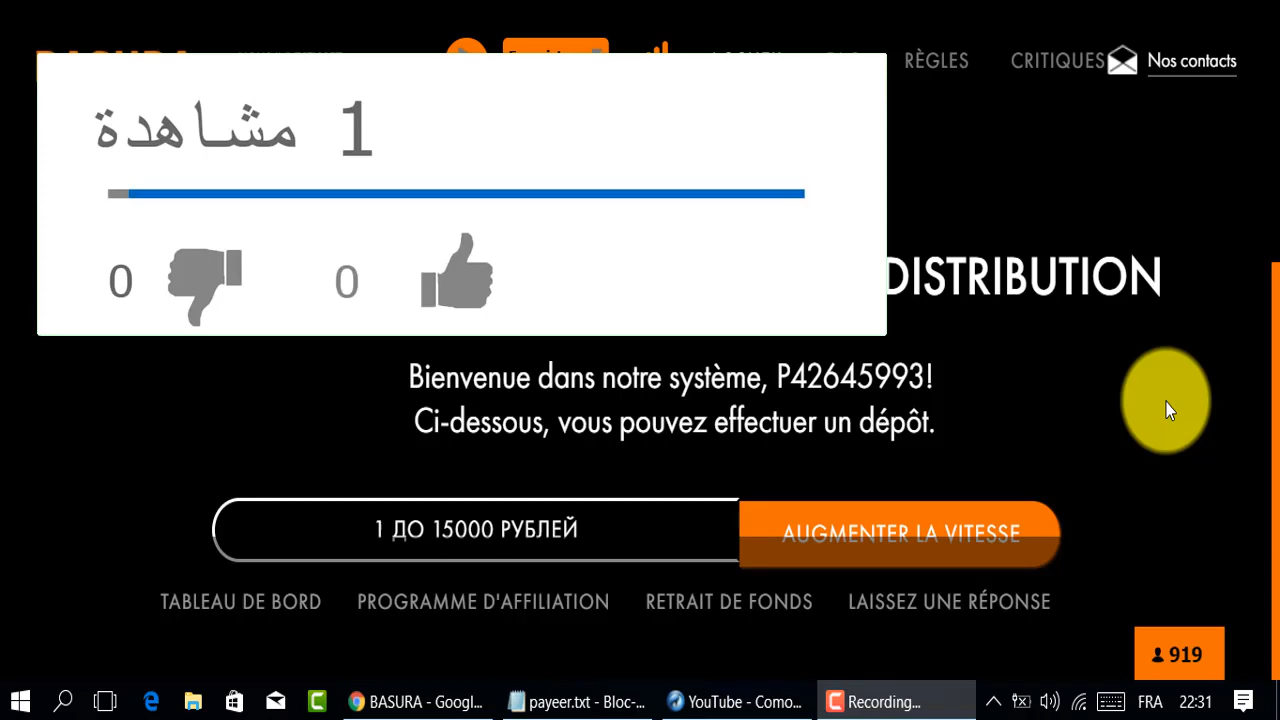 RÈGLES
CRITIQUES
Nos contacts
1 مشاهدة
0
0
DISTRIBUTION
Bienvenue dans notre système, P42645993!
Ci-dessous, vous pouvez effectuer un dépôt.
1 ДО 15000 РУБЛЕЙ
AUGMENTER LA VITESSE
TABLEAU DE BORD
PROGRAMME D'AFFILIATION
RETRAIT DE FONDS
LAISSEZ UNE RÉPONSE
919
BASURA - Googl...
payeer.txt - Bloc-...
YouTube - Como...
Recording...
FRA
22:31